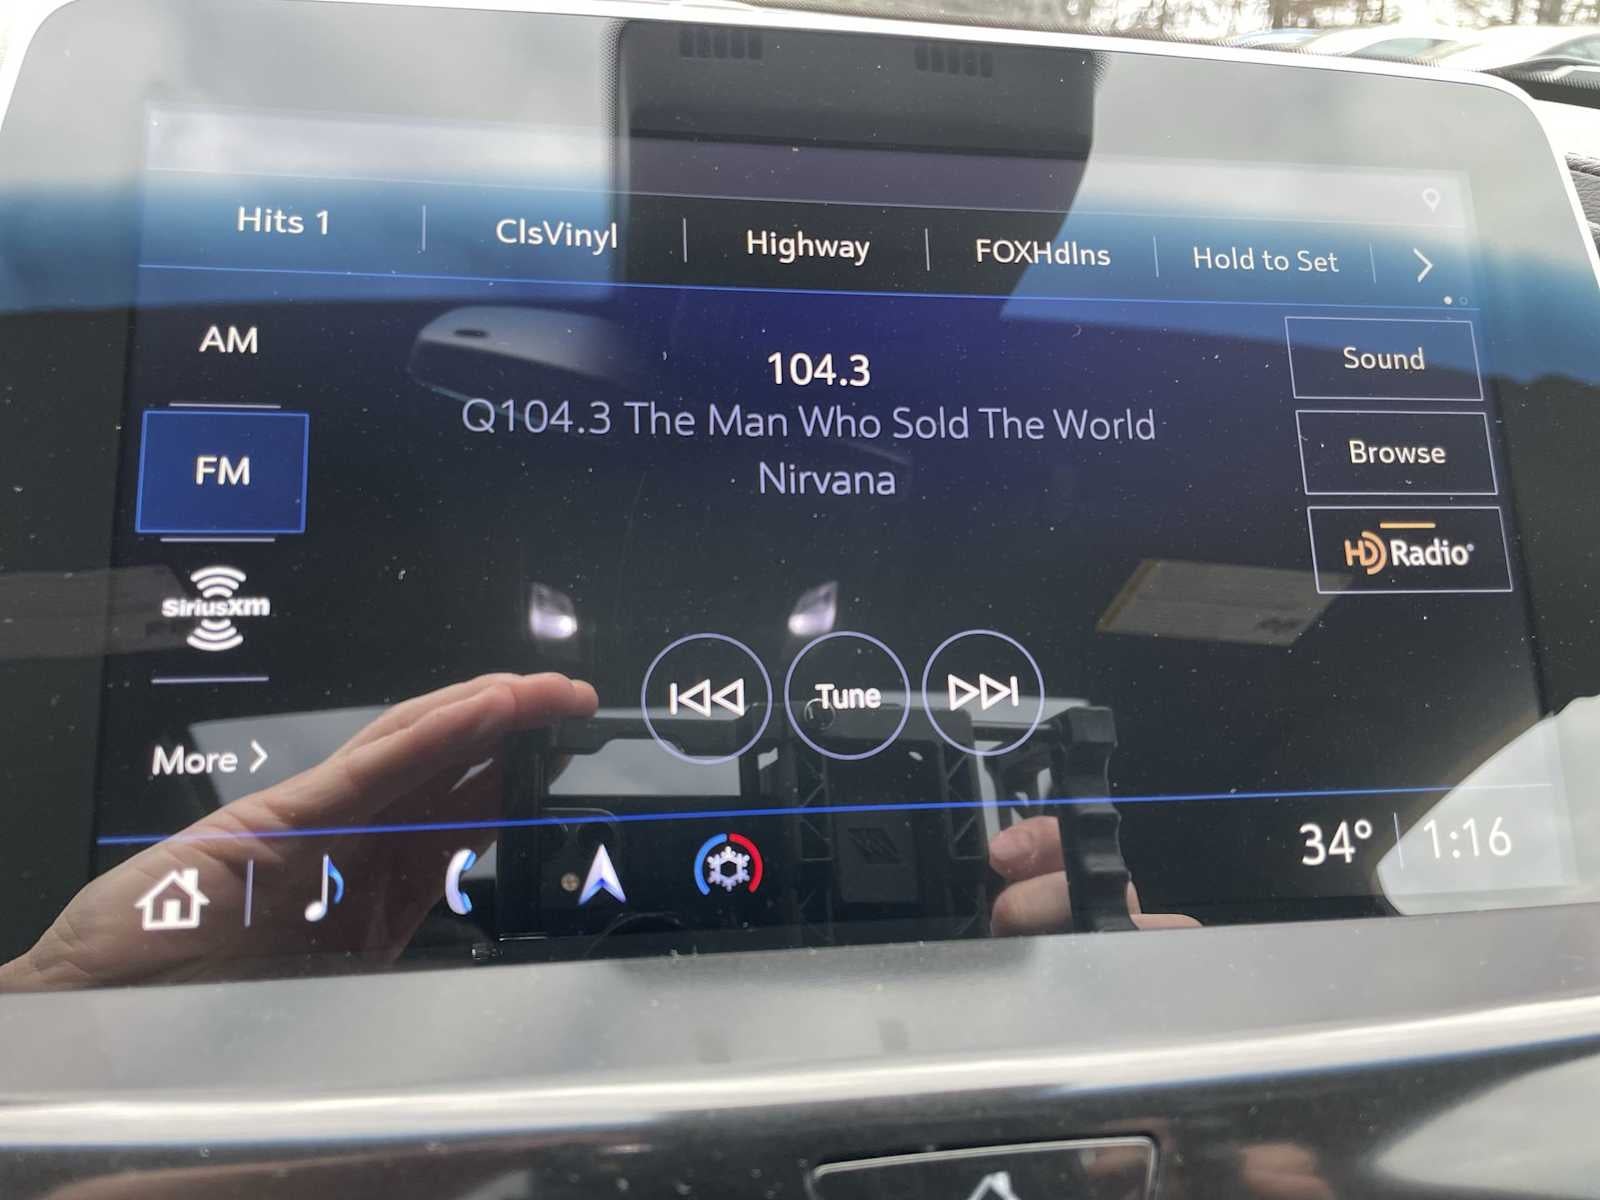 Hits 1
ClsVinyl
Highway
FOXHdlns
Hold to Set
AM
104.3
Sound
Q104.3 The Man Who Sold The World
FM
Nirvana
Browse
HD Radio
SiriusXM
Tune
More
34° 1:16